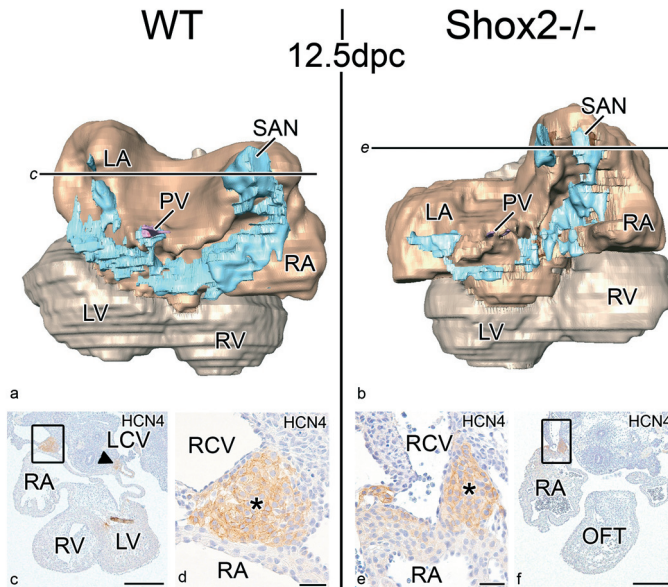 WT
Shox2-/-
12.5dpc
SAN
LA
c
PV
RA
LV
RV
a
SAN
e
LA
PV
RA
RV
LV
b
HCN4
LCV
RA
RV
LV
c
HCN4
RCV
*
RA
d
HCN4
RCV
*
RA
e
HCN4
RA
OFT
f